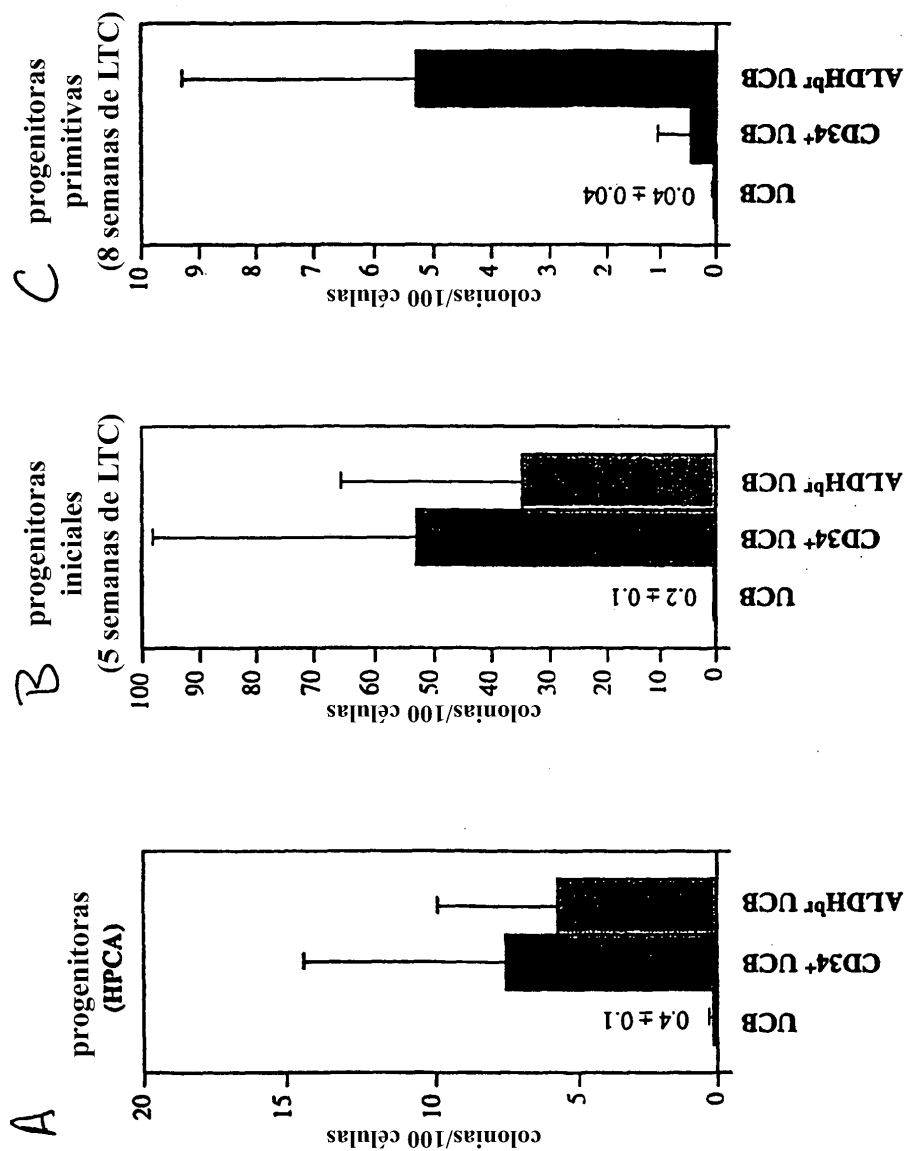 A
progenitoras
(HPCA)
colonias/100 células
20
15
10
5
0
0.4 ± 0.1
UCB
CD34+ UCB
ALDHbr UCB
B
progenitoras
iniciales
(5 semanas de LTC)
colonias/100 células
100
90
80
70
60
50
40
30
20
10
0
0.2 ± 0.1
UCB
CD34+ UCB
ALDHbr UCB
C
progenitoras
primitivas
(8 semanas de LTC)
colonias/100 células
10
9
8
7
6
5
4
3
2
1
0
0.04 ± 0.04
UCB
CD34+ UCB
ALDHbr UCB